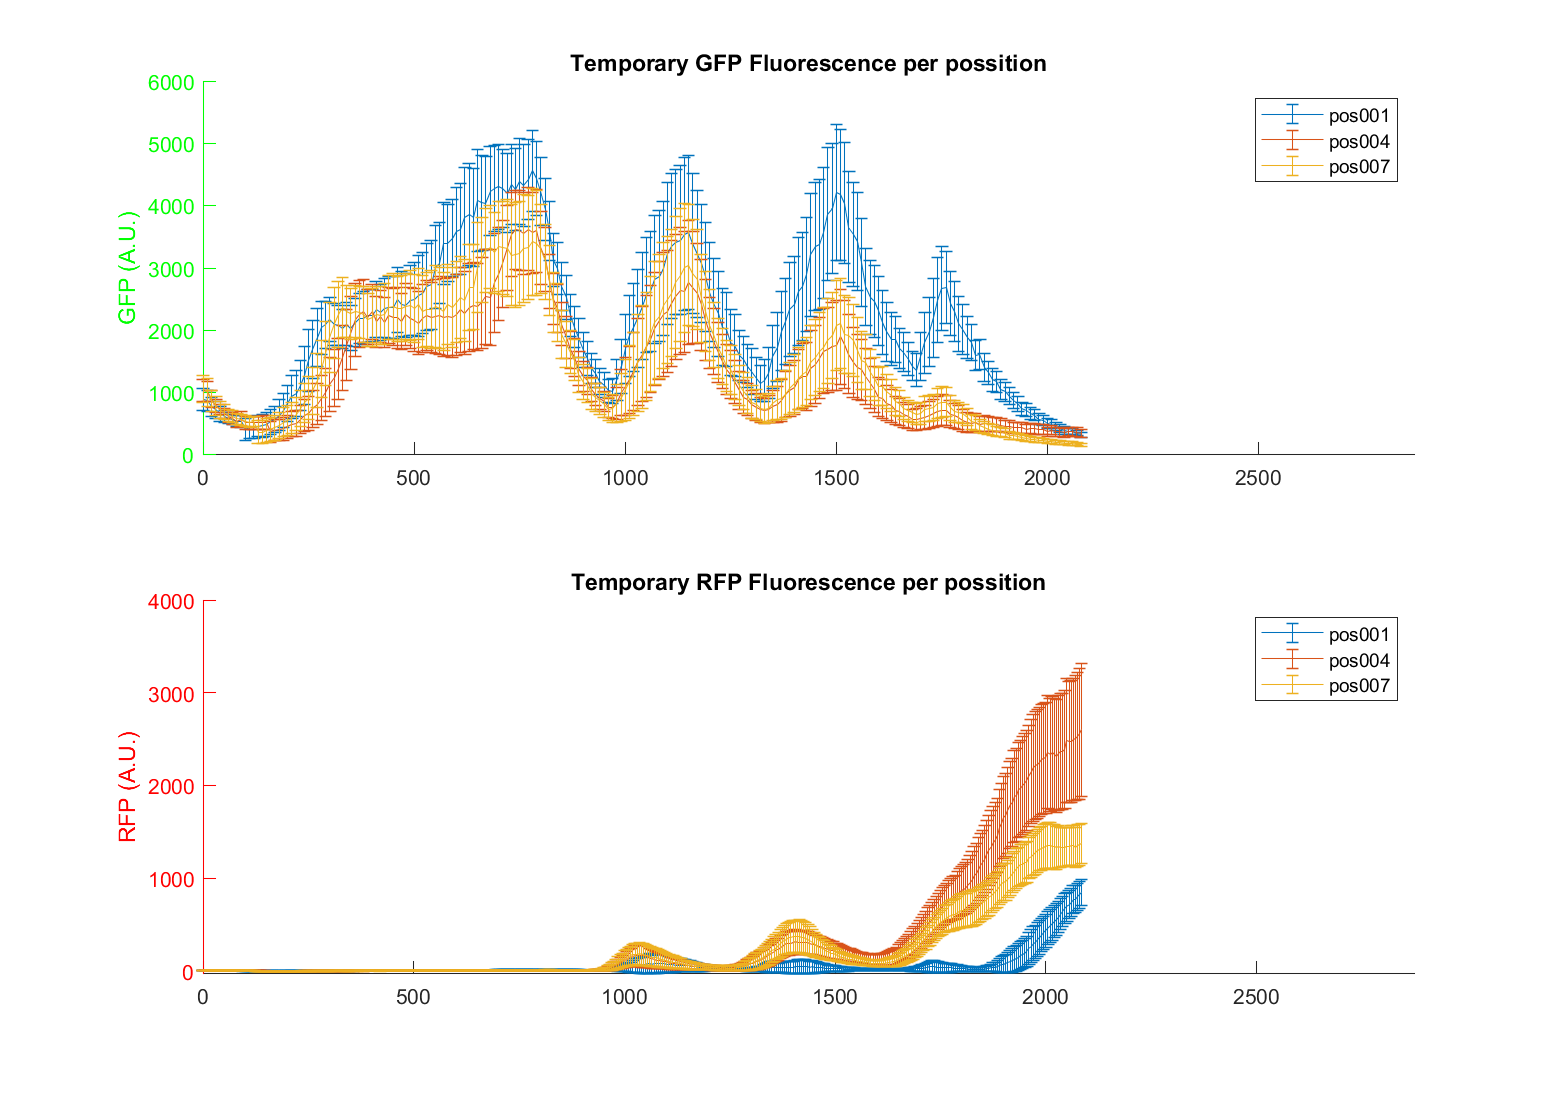 Temporary GFP Fluorescence per possition
6000
5000
4000
3000
2000
1000
0
GFP (A.U.)
pos001
pos004
pos007
0 500 1000 1500 2000 2500
Temporary RFP Fluorescence per possition
4000
3000
2000
1000
0
RFP (A.U.)
pos001
pos004
pos007
0 500 1000 1500 2000 2500